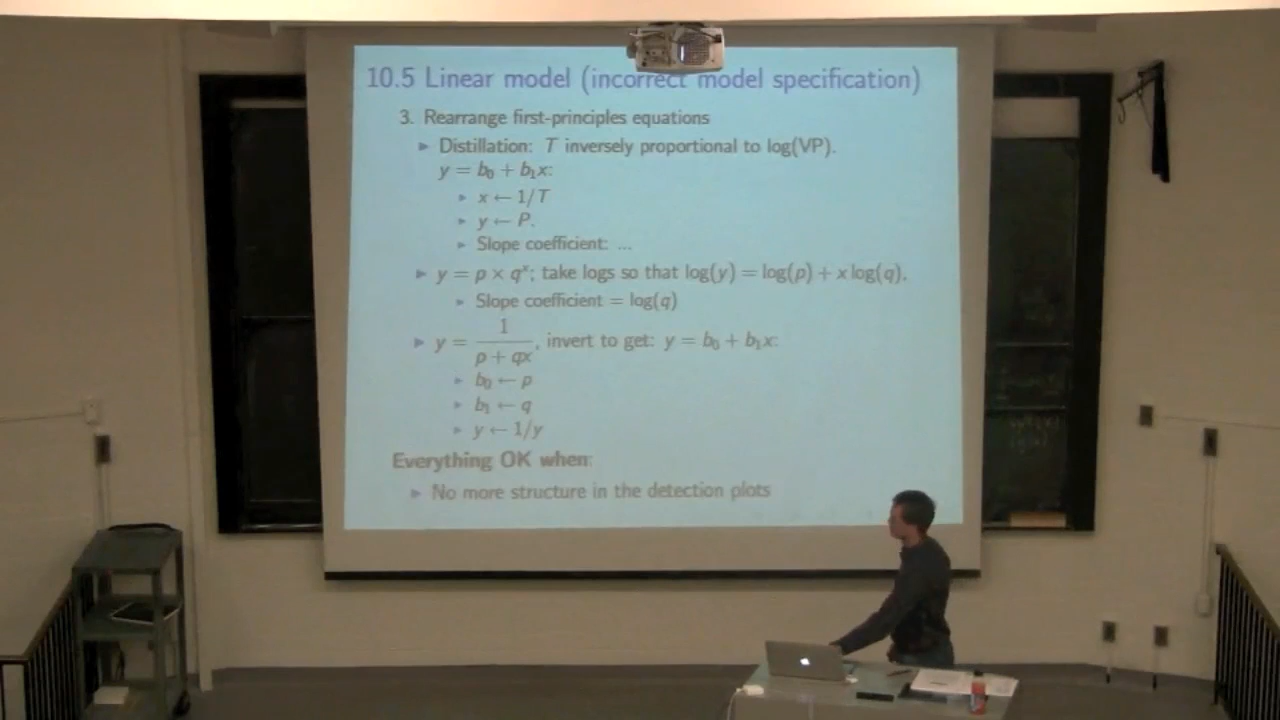 10.5 Linear model (incorrect model specification)
3. Rearrange first-principles equations
▸ Distillation: T inversely proportional to log(VP).
y = b₀ + b₁x:
▸ x ← 1/T
▸ y ← P.
▸ Slope coefficient: ...
▸ y = p × qˣ; take logs so that log(y) = log(p) + x log(q).
▸ Slope coefficient = log(q)
▸ y = 1/(p + qx), invert to get: y = b₀ + b₁x:
▸ b₀ ← p
▸ b₁ ← q
▸ y ← 1/y
Everything OK when:
▸ No more structure in the detection plots